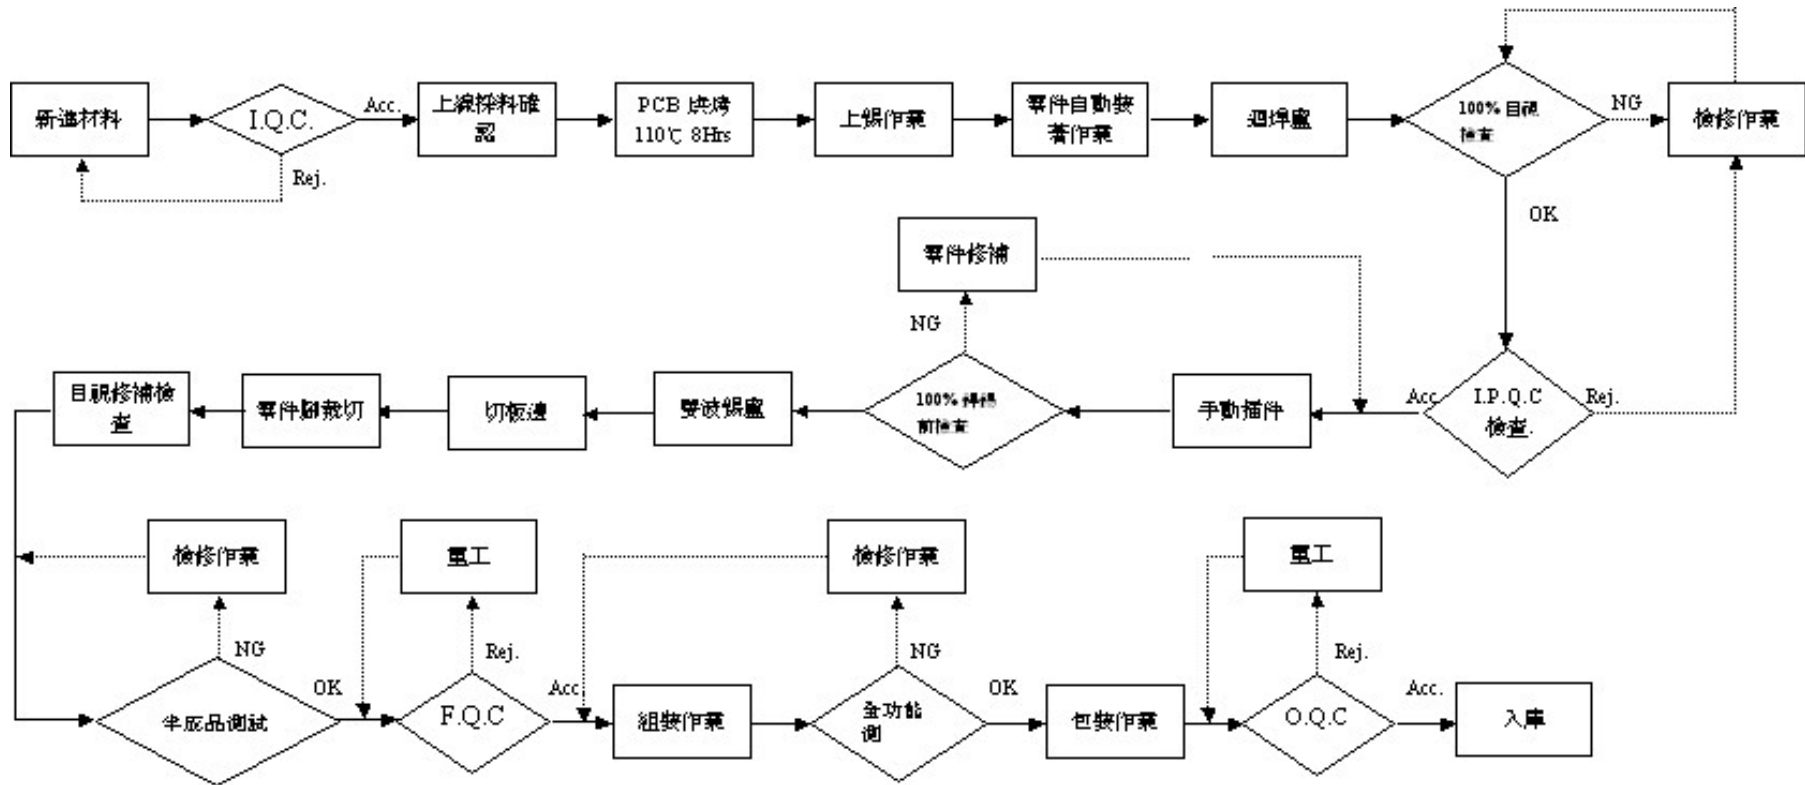 新進材料
I.Q.C.
Acc.
Rej.
上線採料確
認
PCB 烘烤
110℃ 8Hrs
上錫作業
零件自動裝
著作業
迴焊爐
100% 目視
檢查
NG
檢修作業
OK
零件修補
NG
目視修補檢
查
零件腳裁切
切板邊
雙波錫爐
100% 焊錫
前檢查
手動插件
Acc
I.P.Q.C
檢查.
Rej.
檢修作業
重工
檢修作業
重工
NG
Rej.
NG
Rej.
半成品測試
OK
F.Q.C
Acc.
組裝作業
全功能
測
OK
包裝作業
O.Q.C
Acc.
入庫